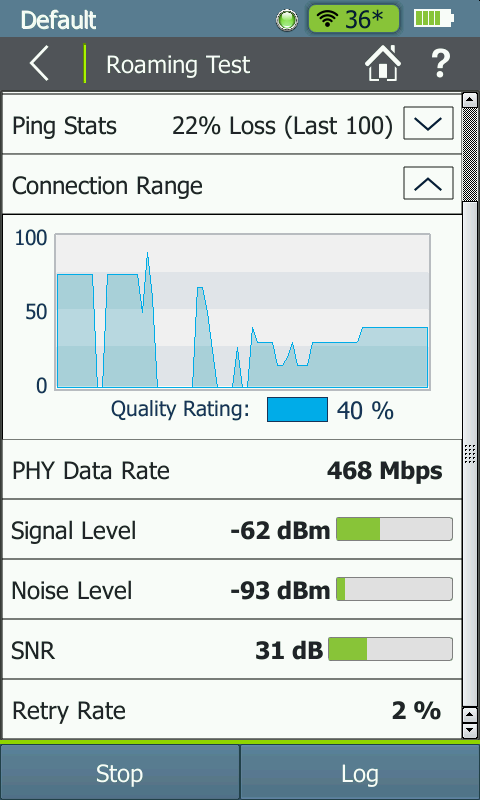 Default 36*
Roaming Test ?
Ping Stats 22% Loss (Last 100)
Connection Range
100
50
0
Quality Rating: 40 %
PHY Data Rate 468 Mbps
Signal Level -62 dBm
Noise Level -93 dBm
SNR 31 dB
Retry Rate 2 %
Stop Log